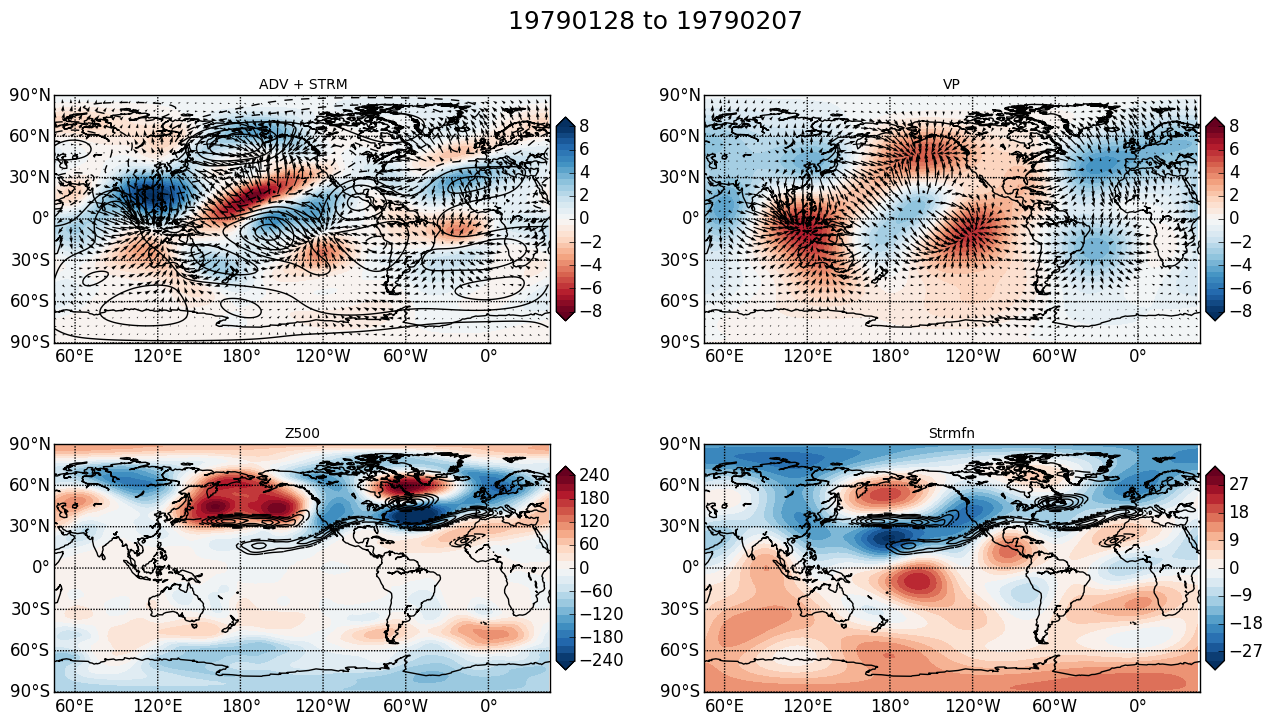 19790128 to 19790207
ADV + STRM
90°N
60°N
30°N
0°
30°S
60°S
90°S
60°E 120°E 180° 120°W 60°W 0°
8
6
4
2
0
−2
−4
−6
−8
VP
90°N
60°N
30°N
0°
30°S
60°S
90°S
60°E 120°E 180° 120°W 60°W 0°
8
6
4
2
0
−2
−4
−6
−8
Z500
90°N
60°N
30°N
0°
30°S
60°S
90°S
60°E 120°E 180° 120°W 60°W 0°
240
180
120
60
0
−60
−120
−180
−240
Strmfn
90°N
60°N
30°N
0°
30°S
60°S
90°S
60°E 120°E 180° 120°W 60°W 0°
27
18
9
0
−9
−18
−27